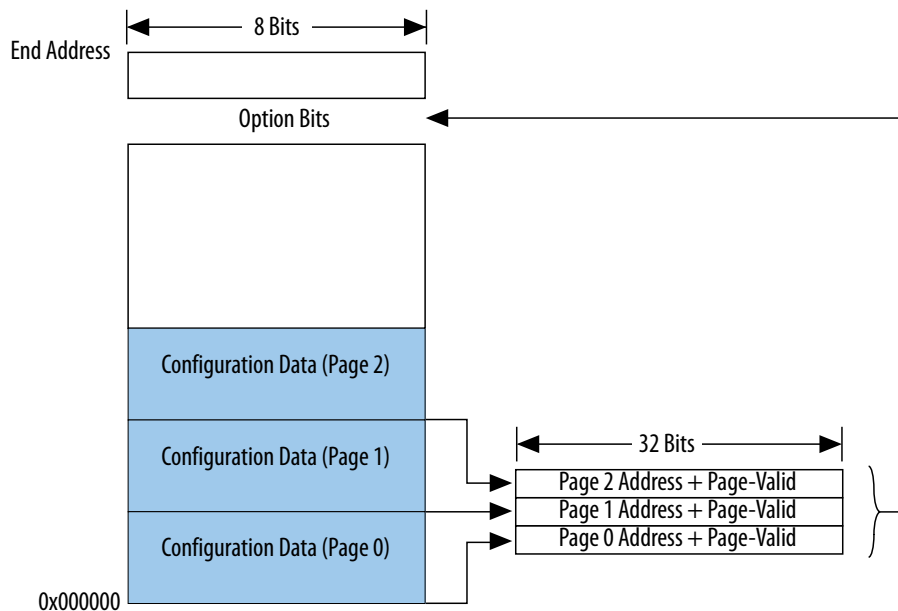 8 Bits
End Address
Option Bits
Configuration Data (Page 2)
Configuration Data (Page 1)
32 Bits
Page 2 Address + Page-Valid
Page 1 Address + Page-Valid
Page 0 Address + Page-Valid
Configuration Data (Page 0)
0x000000